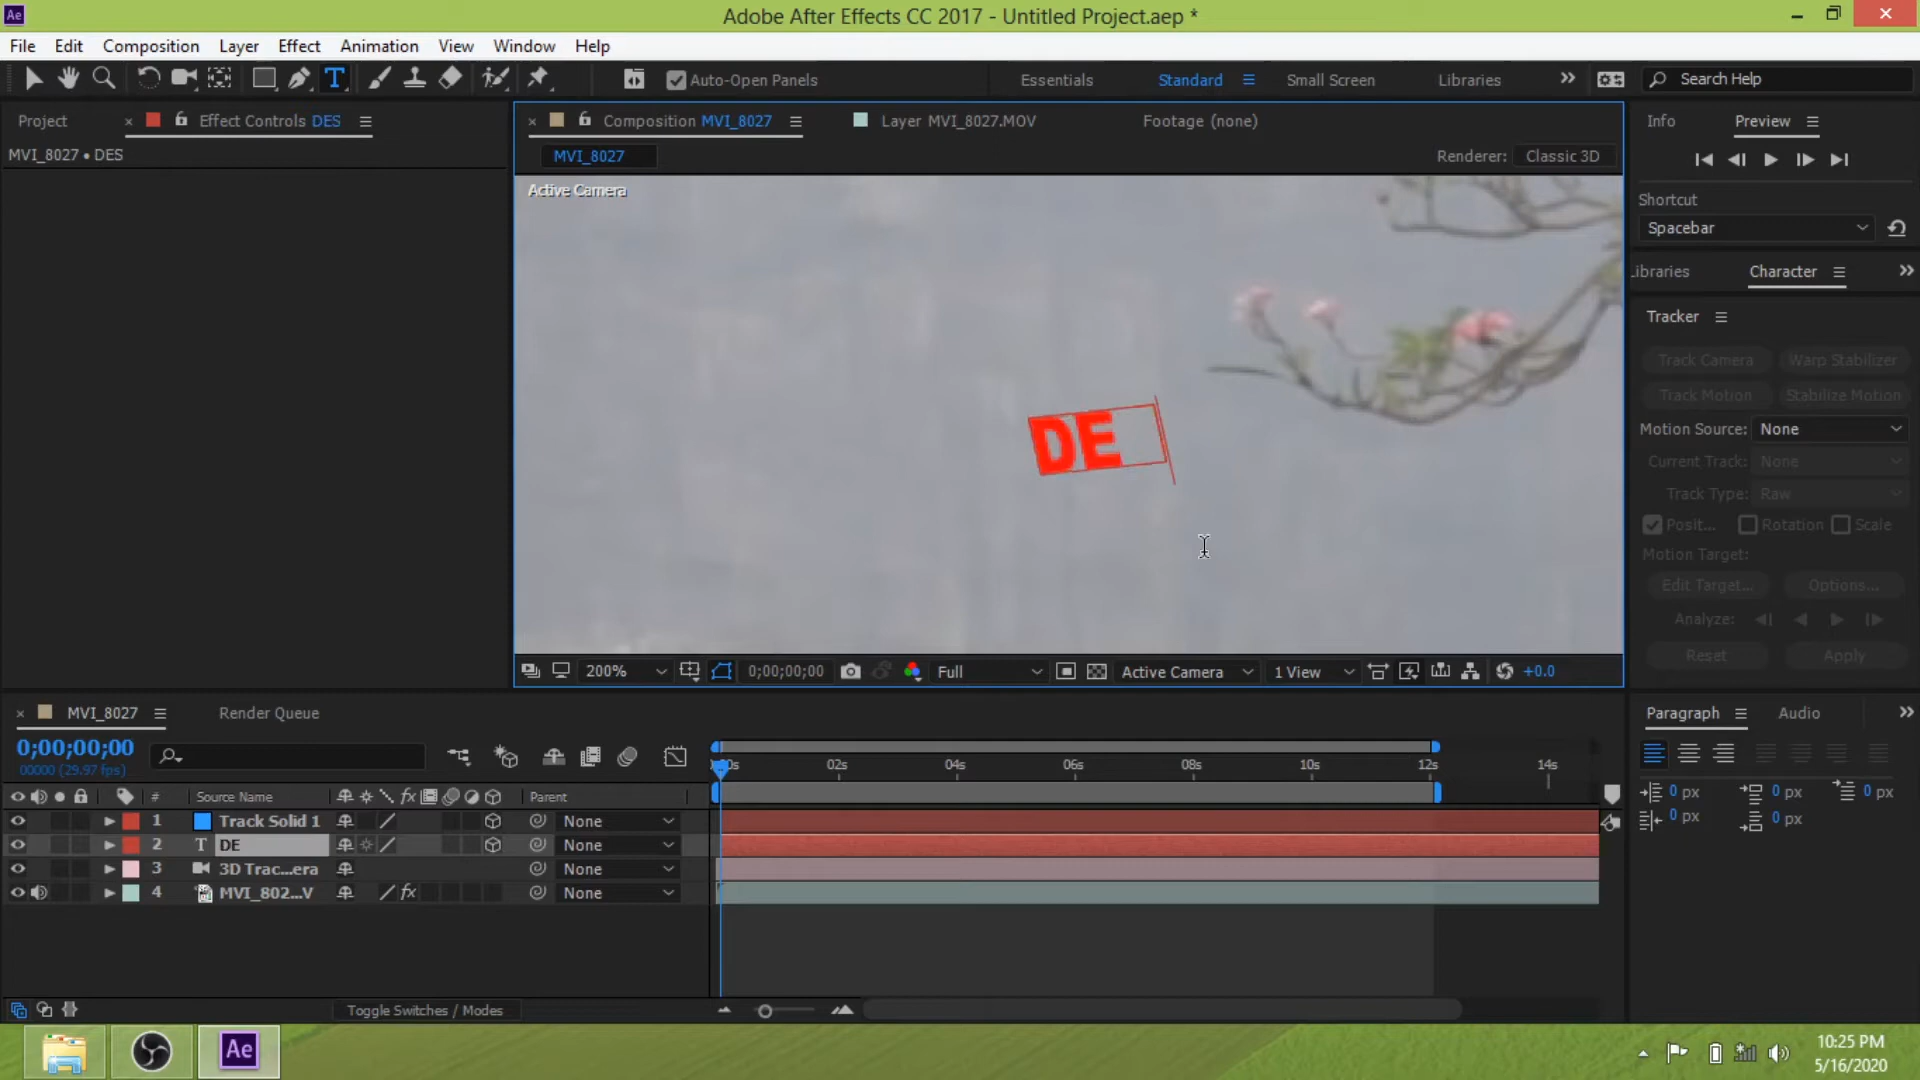 Adobe After Effects CC 2017 - Untitled Project.aep *
File Edit Composition Layer Effect Animation View Window Help
Auto-Open Panels Essentials Standard Small Screen Libraries Search Help
Project Effect Controls DES Composition MVI_8027 Layer MVI_8027.MOV Footage (none) Info Preview
MVI_8027 • DES MVI_8027 Renderer: Classic 3D
Active Camera
Shortcut
Spacebar
Libraries Character
Tracker
Track Camera Warp Stabilizer
Track Motion Stabilize Motion
Motion Source: None
Current Track: None
Track Type: Raw
Posit... Rotation Scale
Motion Target:
Edit Target... Options...
Analyze:
Reset Apply
DE
200% 0;00;00;00 Full Active Camera 1 View +0.0
MVI_8027 Render Queue Paragraph Audio
0;00;00;00
00000 (29.97 fps)
:00s 02s 04s 06s 08s 10s 12s 14s
# Source Name fx Parent
0 px 0 px 0 px
0 px 0 px
1 Track Solid 1 None
2 T DE None
3 3D Trac...era None
4 MVI_802...V fx None
Toggle Switches / Modes
Ae
10:25 PM
5/16/2020